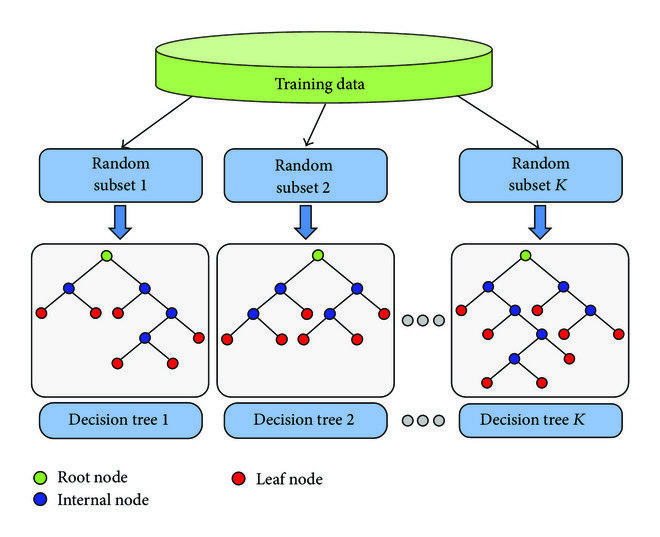 Training data
Random
subset 1
Random
subset 2
Random
subset K
Decision tree 1
Decision tree 2
Decision tree K
Root node
Internal node
Leaf node